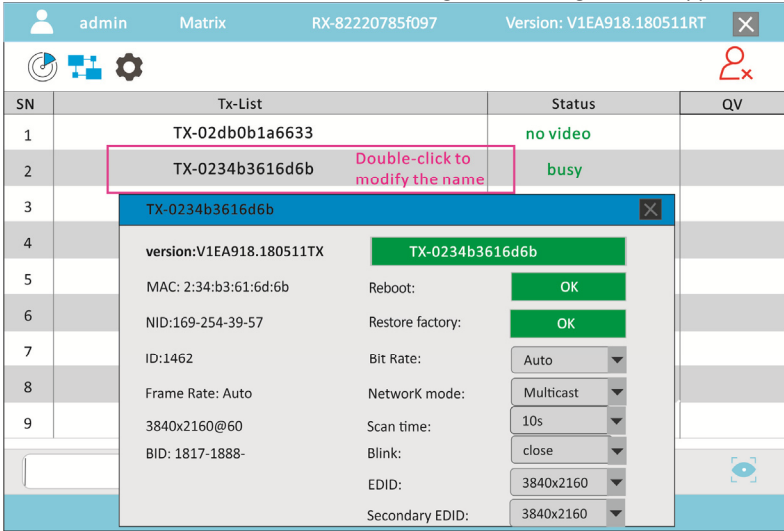 admin Matrix RX-82220785f097 Version: V1EA918.180511RT
SN Tx-List Status QV
1 TX-02db0b1a6633 no video
2 TX-0234b3616d6b Double-click to modify the name busy
3
TX-0234b3616d6b
4
version:V1EA918.180511TX TX-0234b3616d6b
5
MAC: 2:34:b3:61:6d:6b Reboot: OK
6
NID:169-254-39-57 Restore factory: OK
7
ID:1462 Bit Rate: Auto
8
Frame Rate: Auto NetworK mode: Multicast
9
3840x2160@60 Scan time: 10s
BID: 1817-1888- Blink: close
EDID: 3840x2160
Secondary EDID: 3840x2160